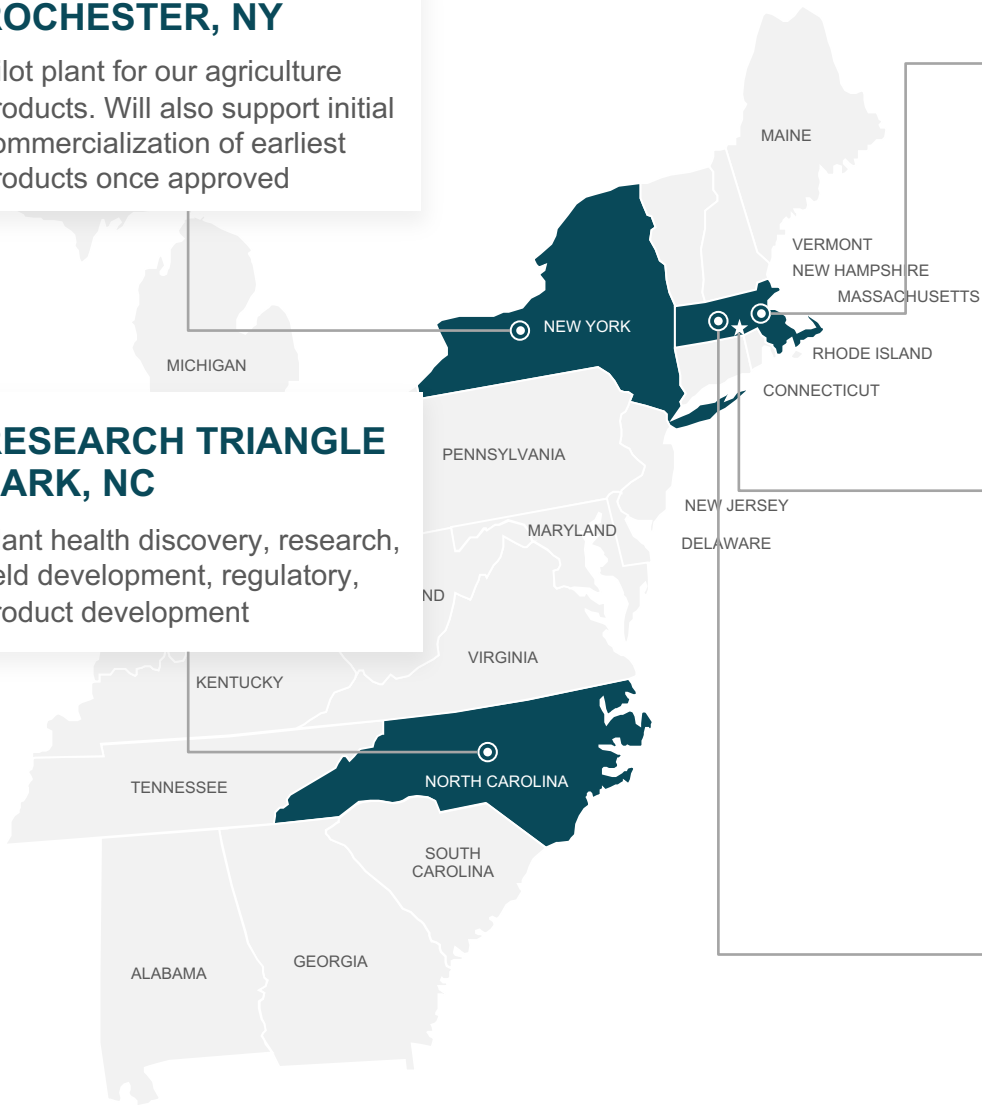 ROCHESTER, NY
ilot plant for our agriculture
roducts. Will also support initial
ommercialization of earliest
roducts once approved
MAINE
VERMONT
NEW HAMPSHIRE
MASSACHUSETTS
NEW YORK
RHODE ISLAND
MICHIGAN
CONNECTICUT
RESEARCH TRIANGLE
ARK, NC
ant health discovery, research,
eld development, regulatory,
roduct development
PENNSYLVANIA
NEW JERSEY
MARYLAND
DELAWARE
ND
VIRGINIA
KENTUCKY
NORTH CAROLINA
TENNESSEE
SOUTH
CAROLINA
GEORGIA
ALABAMA